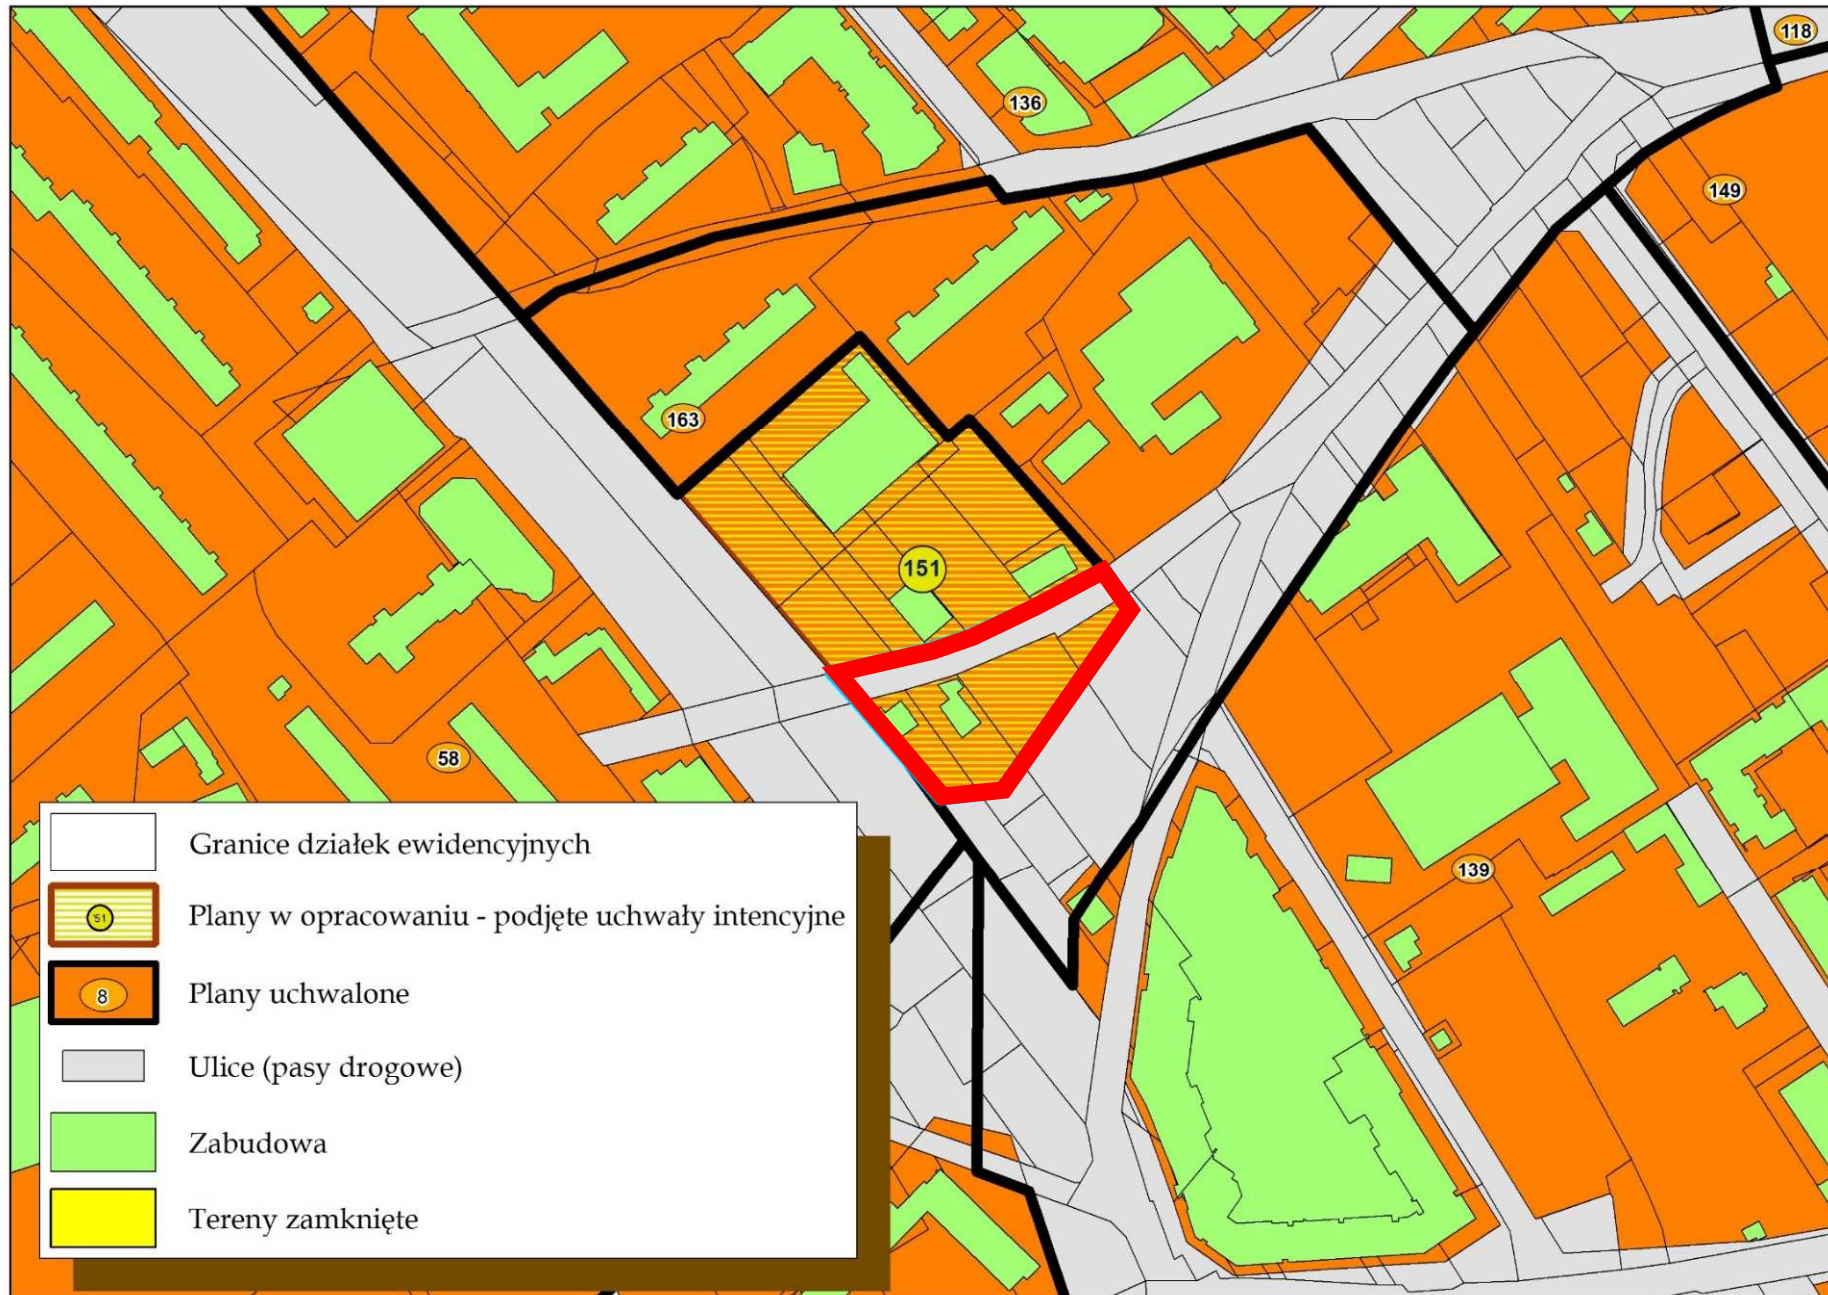 118
136
149
163
151
58
139
Granice działek ewidencyjnych
'51
Plany w opracowaniu - podjęte uchwały intencyjne
8
Plany uchwalone
Ulice (pasy drogowe)
Zabudowa
Tereny zamknięte